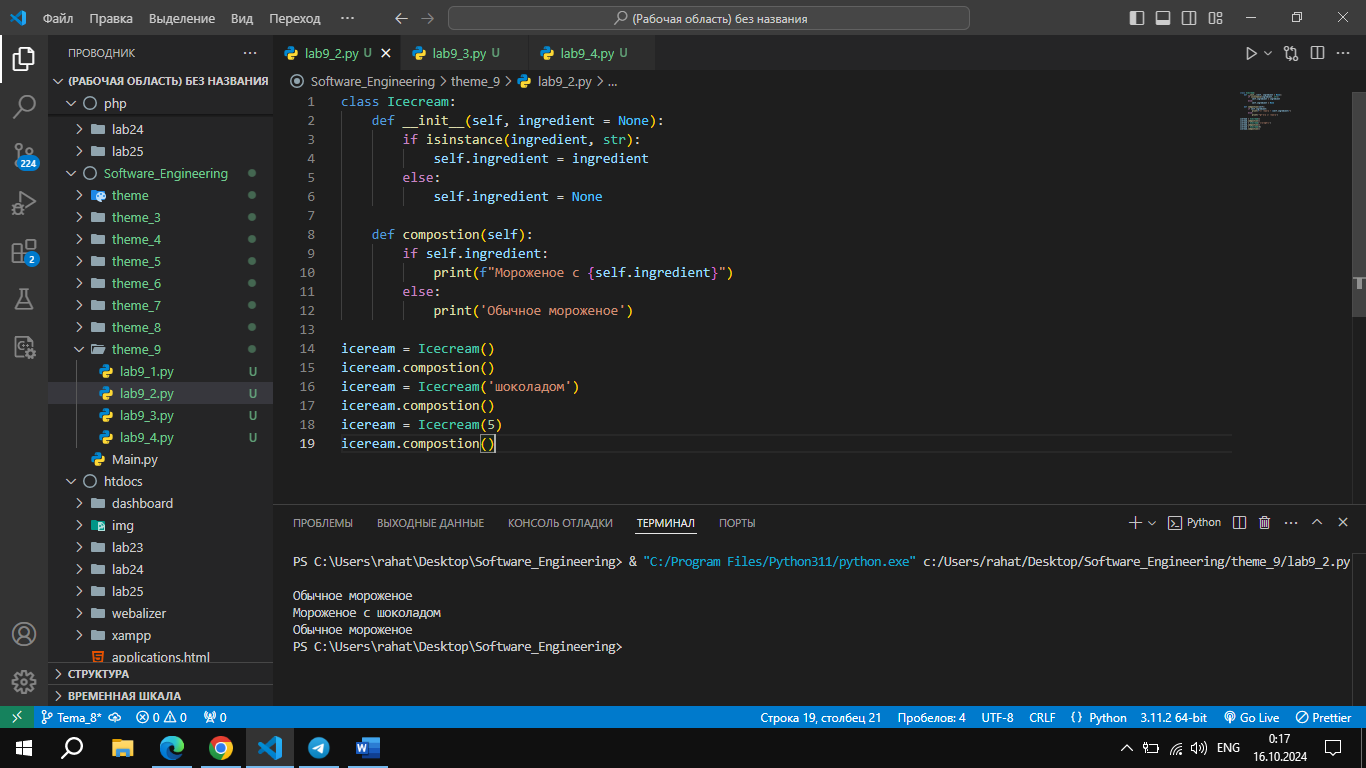 Файл Правка Выделение Вид Переход ··· (Рабочая область) без названия
ПРОВОДНИК ···
(РАБОЧАЯ ОБЛАСТЬ) БЕЗ НАЗВАНИЯ
php
lab24
lab25
Software_Engineering
theme
theme_3
theme_4
theme_5
theme_6
theme_7
theme_8
theme_9
lab9_1.py U
lab9_2.py U
lab9_3.py U
lab9_4.py U
Main.py
htdocs
dashboard
img
lab23
lab24
lab25
webalizer
xampp
applications.html
СТРУКТУРА
ВРЕМЕННАЯ ШКАЛА
224
2
lab9_2.py U lab9_3.py U lab9_4.py U
Software_Engineering > theme_9 > lab9_2.py > ...
1 class Icecream:
2 def __init__(self, ingredient = None):
3 if isinstance(ingredient, str):
4 self.ingredient = ingredient
5 else:
6 self.ingredient = None
7
8 def compostion(self):
9 if self.ingredient:
10 print(f"Мороженое с {self.ingredient}")
11 else:
12 print('Обычное мороженое')
13
14 iceream = Icecream()
15 iceream.compostion()
16 iceream = Icecream('шоколадом')
17 iceream.compostion()
18 iceream = Icecream(5)
19 iceream.compostion()
ПРОБЛЕМЫ ВЫХОДНЫЕ ДАННЫЕ КОНСОЛЬ ОТЛАДКИ ТЕРМИНАЛ ПОРТЫ Python
PS C:\Users\rahat\Desktop\Software_Engineering> & "C:/Program Files/Python311/python.exe" c:/Users/rahat/Desktop/Software_Engineering/theme_9/lab9_2.py
Обычное мороженое
Мороженое с шоколадом
Обычное мороженое
PS C:\Users\rahat\Desktop\Software_Engineering>
Tema_8* 0 0 0 Строка 19, столбец 21 Пробелов: 4 UTF-8 CRLF {} Python 3.11.2 64-bit Go Live Prettier
ENG 0:17
16.10.2024